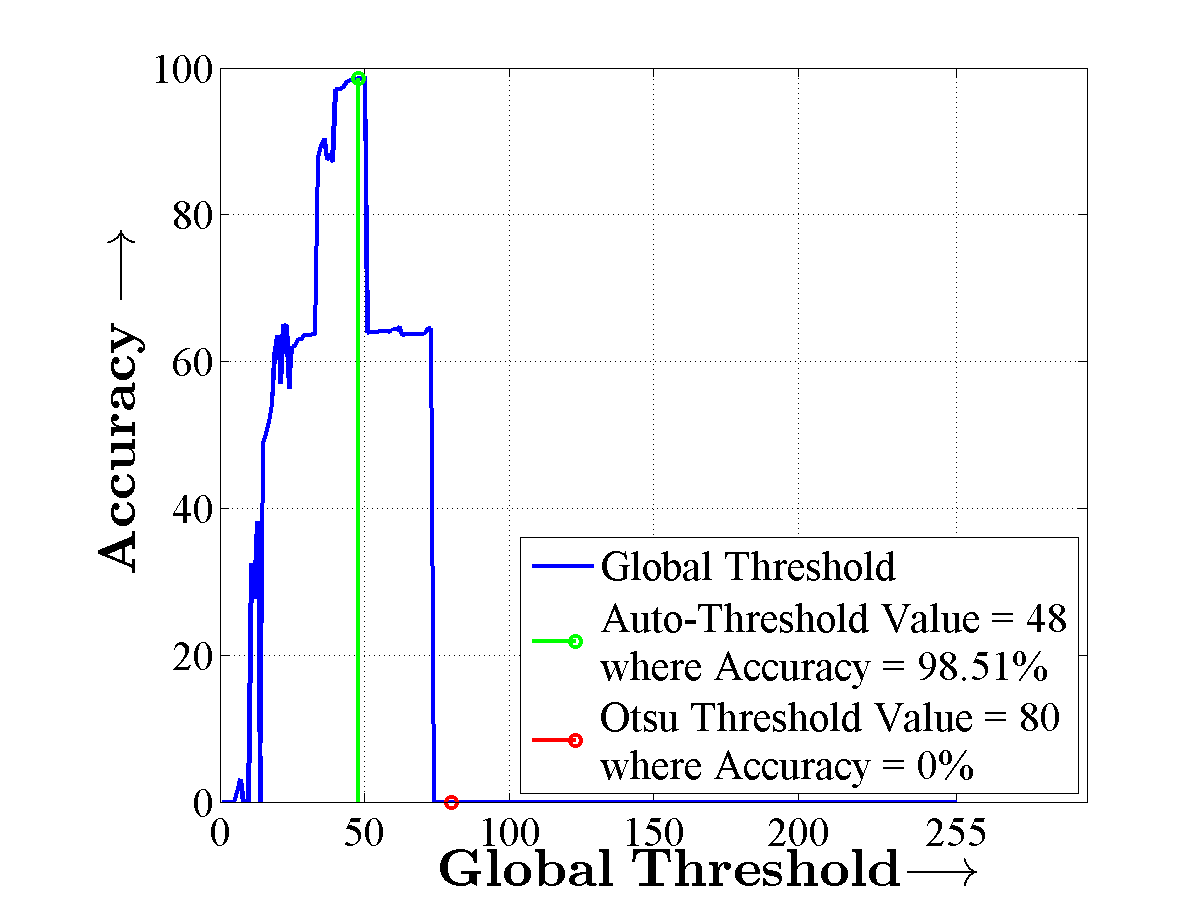 100
80
60
40
20
0
Accuracy →
Global Threshold
Auto-Threshold Value = 48
where Accuracy = 98.51%
Otsu Threshold Value = 80
where Accuracy = 0%
0 50 100 150 200 255
Global Threshold→